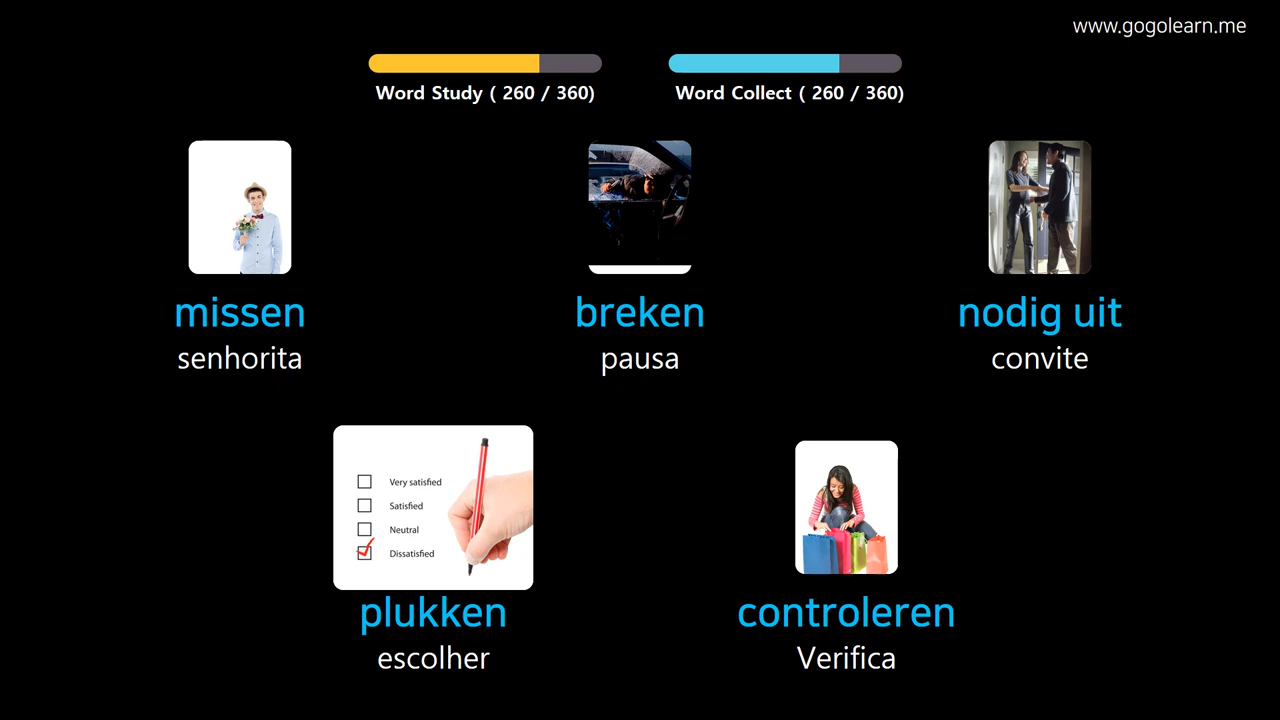 www.gogolearn.me
Word Study ( 260 / 360)
Word Collect ( 260 / 360)
missen
senhorita
breken
pausa
nodig uit
convite
Very satisfied
Satisfied
Neutral
Dissatisfied
plukken
escolher
controleren
Verifica